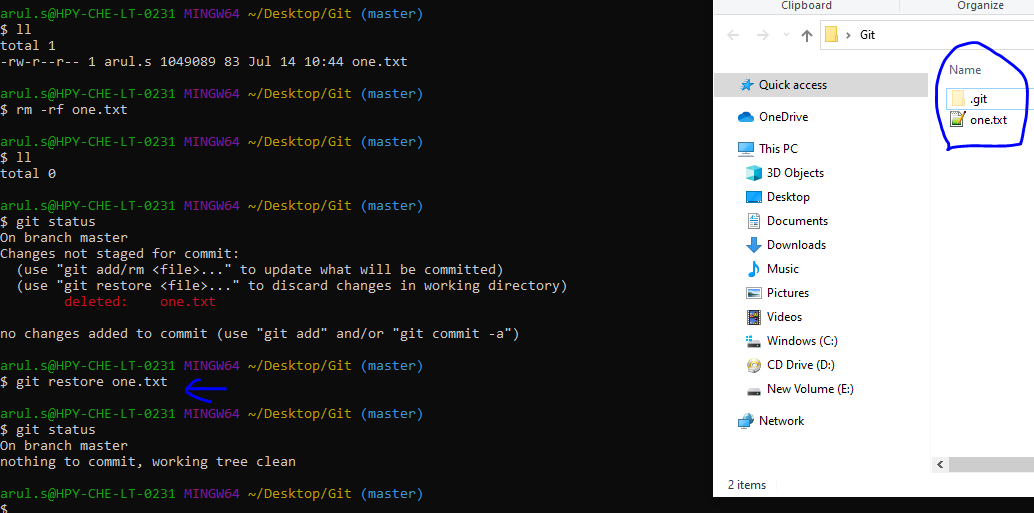 arul.s@HPY-CHE-LT-0231 MINGW64 ~/Desktop/Git (master)
$ ll
total 1
-rw-r--r-- 1 arul.s 1049089 83 Jul 14 10:44 one.txt
arul.s@HPY-CHE-LT-0231 MINGW64 ~/Desktop/Git (master)
$ rm -rf one.txt
arul.s@HPY-CHE-LT-0231 MINGW64 ~/Desktop/Git (master)
$ ll
total 0
arul.s@HPY-CHE-LT-0231 MINGW64 ~/Desktop/Git (master)
$ git status
On branch master
Changes not staged for commit:
  (use "git add/rm <file>..." to update what will be committed)
  (use "git restore <file>..." to discard changes in working directory)
        deleted:    one.txt
no changes added to commit (use "git add" and/or "git commit -a")
arul.s@HPY-CHE-LT-0231 MINGW64 ~/Desktop/Git (master)
$ git restore one.txt
arul.s@HPY-CHE-LT-0231 MINGW64 ~/Desktop/Git (master)
$ git status
On branch master
nothing to commit, working tree clean
arul.s@HPY-CHE-LT-0231 MINGW64 ~/Desktop/Git (master)
$
Clipboard
Organize
Git
Quick access
OneDrive
This PC
3D Objects
Desktop
Documents
Downloads
Music
Pictures
Videos
Windows (C:)
CD Drive (D:)
New Volume (E:)
Network
Name
.git
one.txt
2 items